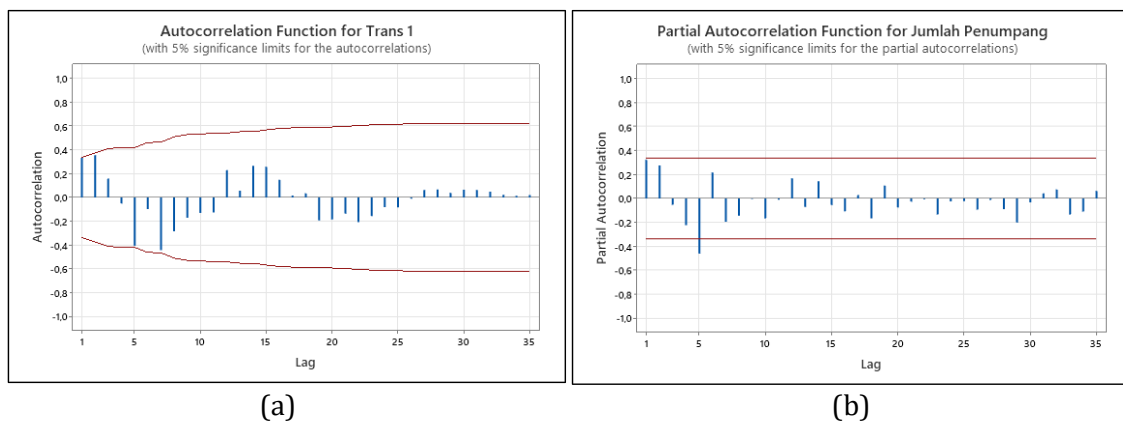 Autocorrelation Function for Trans 1
(with 5% significance limits for the autocorrelations)
1,0
0,8
0,6
0,4
0,2
0,0
-0,2
-0,4
-0,6
-0,8
-1,0
Autocorrelation
1 5 10 15 20 25 30 35
Lag
(a)
Partial Autocorrelation Function for Jumlah Penumpang
(with 5% significance limits for the partial autocorrelations)
1,0
0,8
0,6
0,4
0,2
0,0
-0,2
-0,4
-0,6
-0,8
-1,0
Partial Autocorrelation
1 5 10 15 20 25 30 35
Lag
(b)